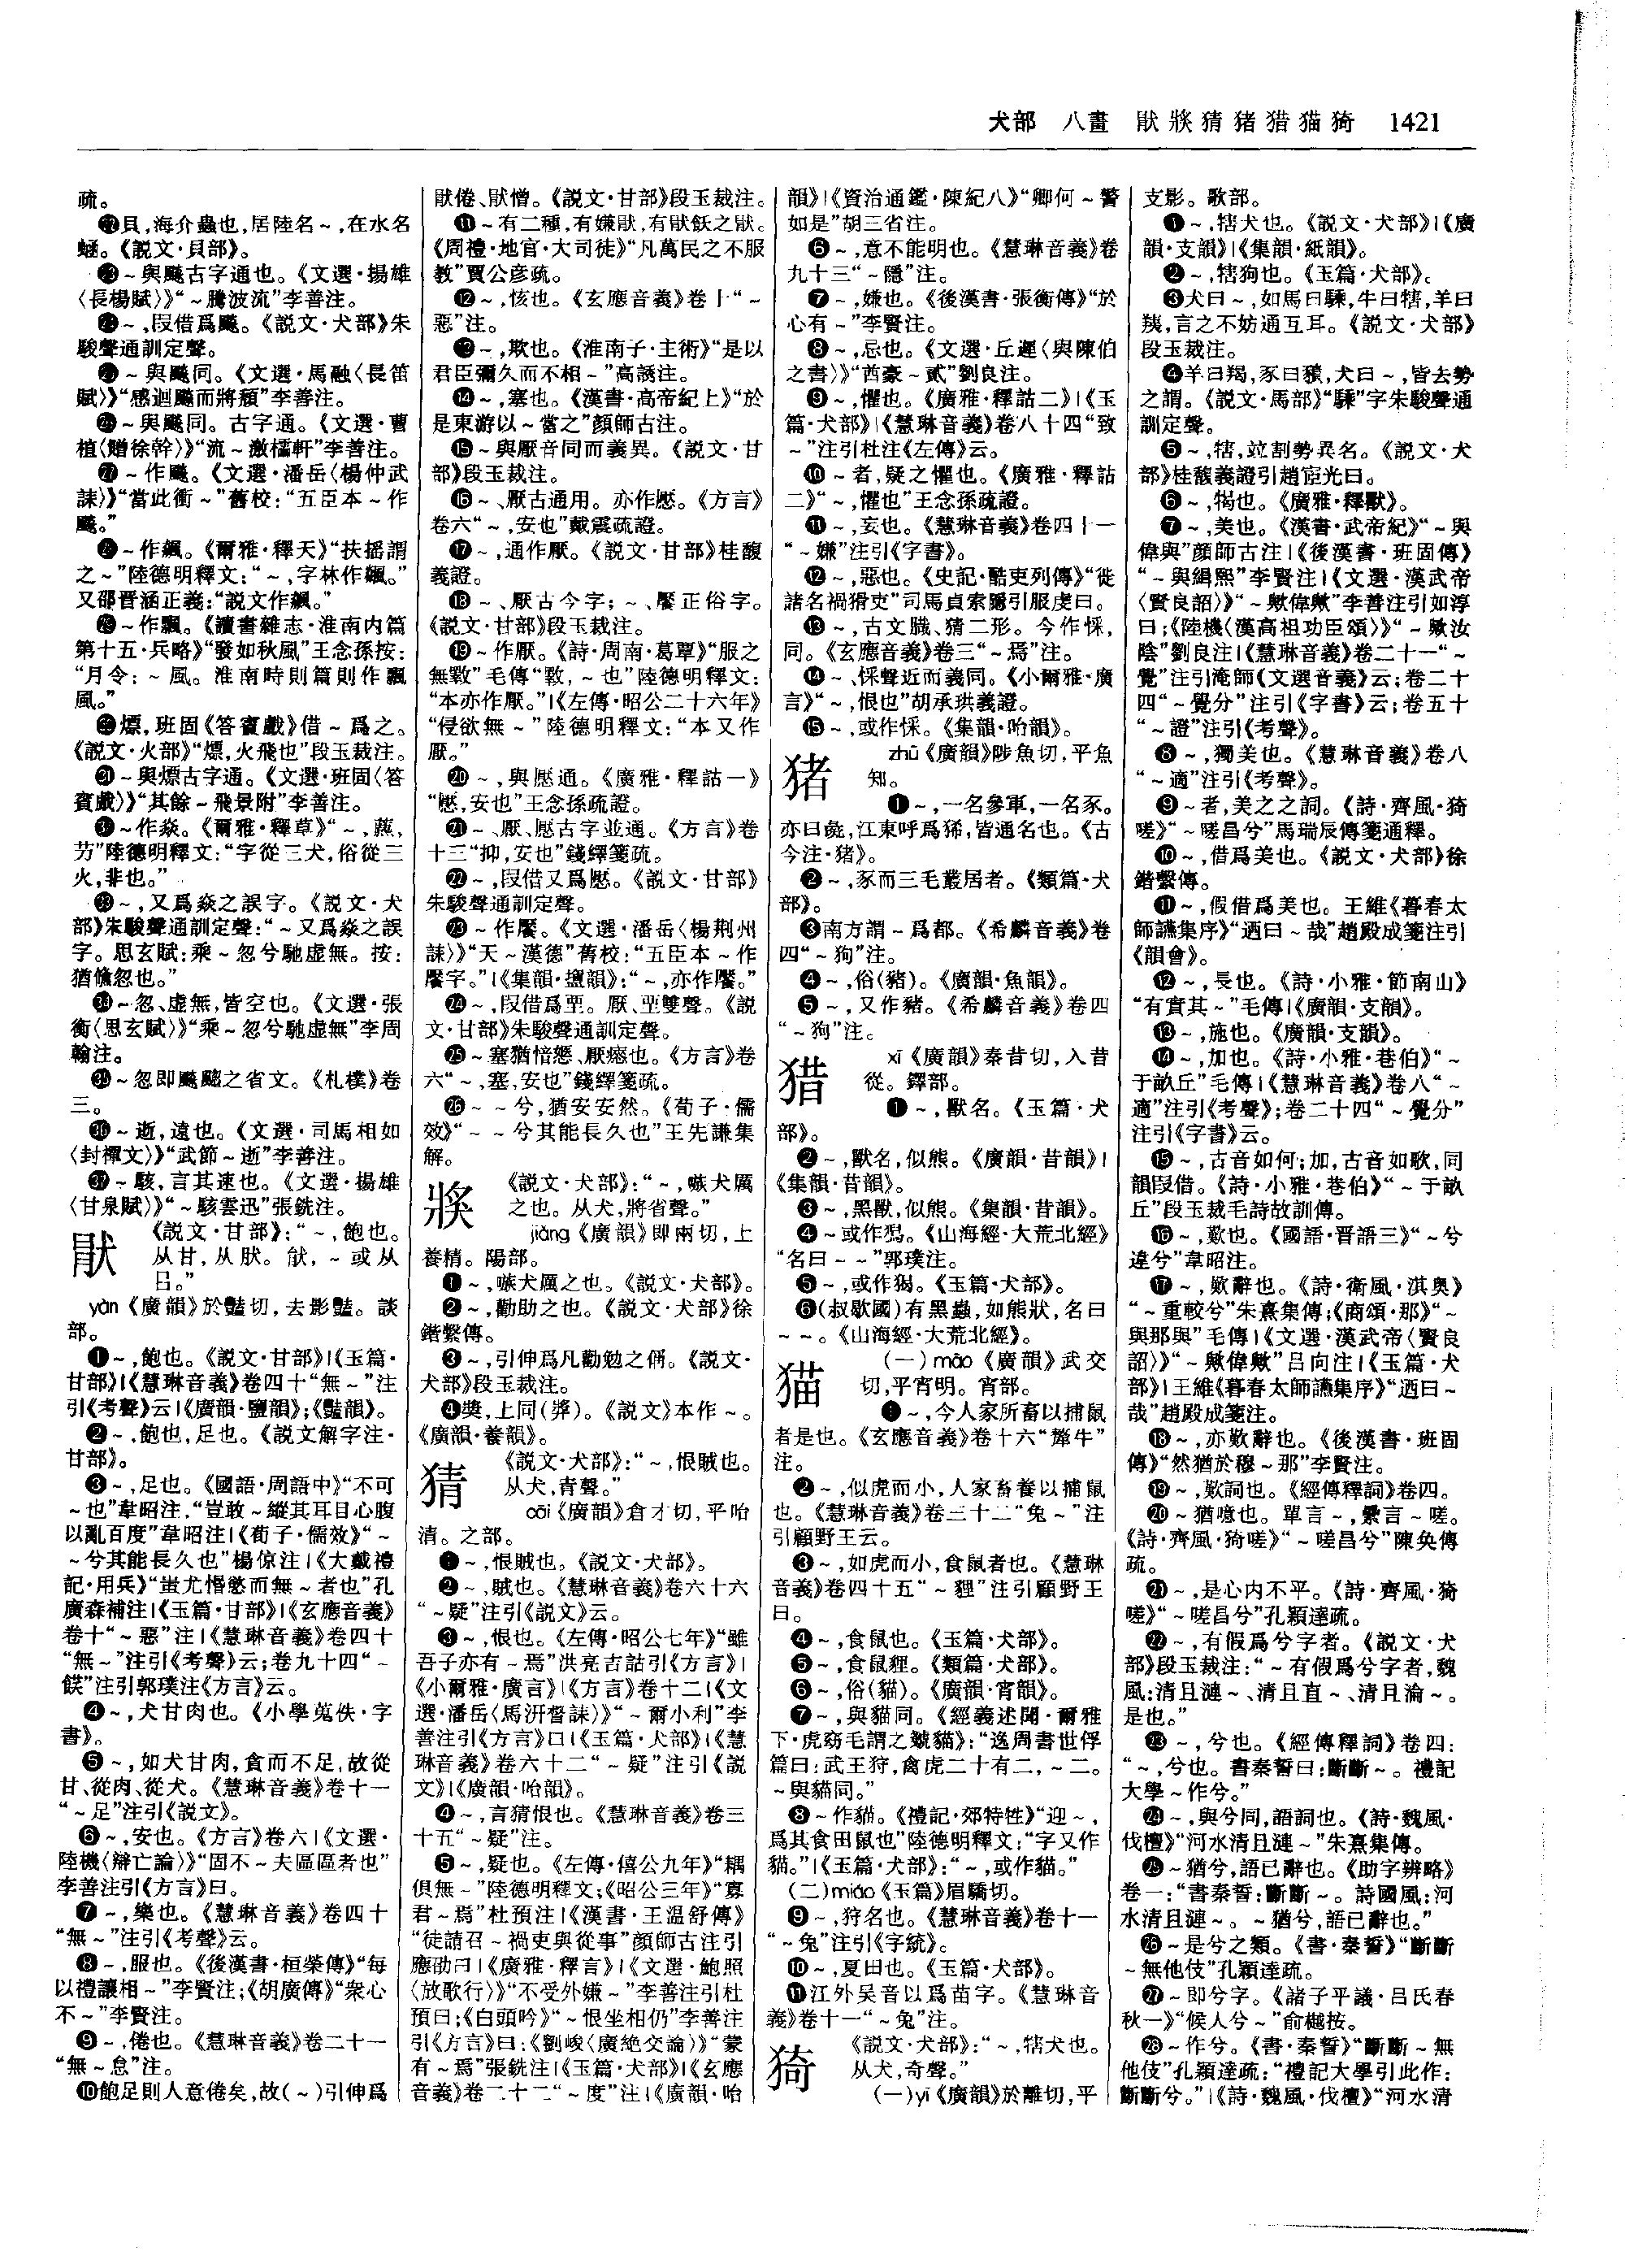 犬部　八畫　猒㢡猜猪猎猫猗　1421
疏。
㉒貝,海介蟲也,居陸名~,在水名
蜬。《説文·貝部》。
㉓~與飇古字通也。《文選·揚雄
〈長楊賦〉》“~騰波流”李善注。
㉔~,叚借爲飇。《説文·犬部》朱
駿聲通訓定聲。
㉕~與飇同。《文選·馬融〈長笛
賦〉》“感迴飇而將頹”李善注。
㉖~與飇同。古字通。《文選·曹
植〈贈徐幹〉》“流~激櫺軒”李善注。
㉗~作飇。《文選·潘岳〈楊仲武
誄〉》“當此衝~”舊校:“五臣本~作
飇。”
㉘~作飆。《爾雅·釋天》“扶摇謂
之~”陸德明釋文:“~,字林作飆。”
又邵晉涵正義:“説文作飆。”
㉙~作飄。《讀書雜志·淮南内篇
第十五·兵略》“發如秋風”王念孫按:
“月令:~風。淮南時則篇則作飄
風。”
㉚熛,班固《答賓戲》借~爲之。
《説文·火部》“熛,火飛也”段玉裁注。
㉛~與熛古字通。《文選·班固〈答
賓戲〉》“其餘~飛景附”李善注。
㉜~作猋。《爾雅·釋草》“~,藨,
芀”陸德明釋文:“字從三犬,俗從三
火,非也。”
㉝~,又爲焱之誤字。《説文·犬
部》朱駿聲通訓定聲:“~又爲焱之誤
字。思玄賦:乘~忽兮馳虚無。按:
猶儵忽也。”
㉞~忽、虚無,皆空也。《文選·張
衡〈思玄賦〉》“乘~忽兮馳虚無”李周
翰注。
㉟~忽即飇飈之省文。《札樸》卷
三。
㊱~逝,遠也。《文選·司馬相如
〈封禪文〉》“武節~逝”李善注。
㊲~駭,言其速也。《文選·揚雄
〈甘泉賦〉》“~駭雲迅”張銑注。
猒
《説文·甘部》:“~,飽也。
从甘,从肰。猒,~或从
㠯。”
yàn《廣韻》於豔切,去影豔。談
部。
❶~,飽也。《説文·甘部》|《玉篇·
甘部》|《慧琳音義》卷四十“無~”注
引《考聲》云|《廣韻·鹽韻》;《豔韻》。
❷~,飽也,足也。《説文解字注·
甘部》。
❸~,足也。《國語·周語中》“不可
~也”韋昭注,“豈敢~縱其耳目心腹
以亂百度”韋昭注|《荀子·儒效》“~
~兮其能長久也”楊倞注|《大戴禮
記·用兵》“蚩尤惛慾而無~者也”孔
廣森補注|《玉篇·甘部》|《玄應音義》
卷十“~惡”注|《慧琳音義》卷四十
“無~”注引《考聲》云;卷九十四“~
饃”注引郭璞注《方言》云。
❹~,犬甘肉也。《小學蒐佚·字
書》。
❺~,如犬甘肉,貪而不足,故從
甘、從肉、從犬。《慧琳音義》卷十一
“~足”注引《説文》。
❻~,安也。《方言》卷六|《文選·
陸機〈辯亡論〉》“固不~夫區區者也”
李善注引《方言》曰。
❼~,樂也。《慧琳音義》卷四十
“無~”注引《考聲》云。
❽~,服也。《後漢書·桓榮傳》“每
以禮讓相~”李賢注;《胡廣傳》“衆心
不~”李賢注。
❾~,倦也。《慧琳音義》卷二十一
“無~怠”注。
❿飽足則人意倦矣,故(~)引伸爲
猒倦、猒憎。《説文·甘部》段玉裁注。
⓫~有二種,有嫌猒,有猒飫之猒。
《周禮·地官·大司徒》“凡萬民之不服
教”賈公彦疏。
⓬~,㤥也。《玄應音義》卷十“~
惡”注。
⓭~,欺也。《淮南子·主術》“是以
君臣彌久而不相~”高誘注。
⓮~,塞也。《漢書·高帝紀上》“於
是東游以~當之”顔師古注。
⓯~與厭音同而義異。《説文·甘
部》段玉裁注。
⓰~、厭古通用。亦作懕。《方言》
卷六“~,安也”戴震疏證。
⓱~,通作厭。《説文·甘部》桂馥
義證。
⓲~、厭古今字;~、饜正俗字。
《説文·甘部》段玉裁注。
⓳~作厭。《詩·周南·葛覃》“服之
無斁”毛傳“斁,~也”陸德明釋文:
“本亦作厭。”|《左傳·昭公二十六年》
“侵欲無~”陸德明釋文:“本又作
厭。”
⓴~,與懕通。《廣雅·釋詁一》
“懕,安也”王念孫疏證。
㉑~、厭、懕古字並通。《方言》卷
十三“抑,安也”錢繹箋疏。
㉒~,叚借又爲懕。《説文·甘部》
朱駿聲通訓定聲。
㉓~作饜。《文選·潘岳〈楊荆州
誄〉》“天~漢德”舊校:“五臣本~作
饜字。”|《集韻·鹽韻》:“~,亦作饜。”
㉔~,叚借爲垔。厭、垔雙聲。《説
文·甘部》朱駿聲通訓定聲。
㉕~塞猶愔㥶、厭瘱也。《方言》卷
六“~,塞,安也”錢繹箋疏。
㉖~~兮,猶安安然。《荀子·儒
效》“~~兮其能長久也”王先謙集
解。
㢡
《説文·犬部》:“~,嗾犬厲
之也。从犬,將省聲。”
jiǎng《廣韻》即兩切,上
養精。陽部。
❶~,嗾犬厲之也。《説文·犬部》。
❷~,勸助之也。《説文·犬部》徐
鍇繫傳。
❸~,引伸爲凡勸勉之偁。《説文·
犬部》段玉裁注。
❹奬,上同(㢡)。《説文》本作~。
《廣韻·養韻》。
猜
《説文·犬部》:“~,恨賊也。
从犬,青聲。”
cāi《廣韻》倉才切,平咍
清。之部。
❶~,恨賊也。《説文·犬部》。
❷~,賊也。《慧琳音義》卷六十六
“~疑”注引《説文》云。
❸~,恨也。《左傳·昭公七年》“雖
吾子亦有~焉”洪亮吉詁引《方言》|
《小爾雅·廣言》|《方言》卷十二|《文
選·潘岳〈馬汧督誄〉》“~爾小利”李
善注引《方言》曰|《玉篇·犬部》|《慧
琳音義》卷六十二“~疑”注引《説
文》|《廣韻·咍韻》。
❹~,言猜恨也。《慧琳音義》卷三
十五“~疑”注。
❺~,疑也。《左傳·僖公九年》“耦
俱無~”陸德明釋文;《昭公三年》“寡
君~焉”杜預注|《漢書·王温舒傳》
“徒請召~禍吏與從事”顔師古注引
應劭曰|《廣雅·釋言》|《文選·鮑照
〈放歌行〉》“不受外嫌~”李善注引杜
預曰;《白頭吟》“~恨坐相仍”李善注
引《方言》曰;《劉峻〈廣絶交論〉》“蒙
有~焉”張銑注|《玉篇·犬部》|《玄應
音義》卷二十二“~度”注|《廣韻·咍
韻》|《資治通鑑·陳紀八》“卿何~警
如是”胡三省注。
❻~,意不能明也。《慧琳音義》卷
九十三“~隱”注。
❼~,嫌也。《後漢書·張衡傳》“於
心有~”李賢注。
❽~,忌也。《文選·丘遲〈與陳伯
之書〉》“酋豪~貳”劉良注。
❾~,懼也。《廣雅·釋詁二》|《玉
篇·犬部》|《慧琳音義》卷八十四“致
~”注引杜注《左傳》云。
❿~者,疑之懼也。《廣雅·釋詁
二》“~,懼也”王念孫疏證。
⓫~,妄也。《慧琳音義》卷四十一
“~嫌”注引《字書》。
⓬~,惡也。《史記·酷吏列傳》“徙
諸名禍猾吏”司馬貞索隱引服虔曰。
⓭~,古文䐉、猜二形。今作㥒,
同。《玄應音義》卷三“~焉”注。
⓮~、㥒聲近而義同。《小爾雅·廣
言》“~,恨也”胡承珙義證。
⓯~,或作㥒。《集韻·咍韻》。
猪
zhū《廣韻》陟魚切,平魚
知。
❶~,一名參軍,一名豕。
亦曰彘,江東呼爲豨,皆通名也。《古
今注·猪》。
❷~,豕而三毛叢居者。《類篇·犬
部》。
❸南方謂~爲都。《希麟音義》卷
四“~狗”注。
❹~,俗(豬)。《廣韻·魚韻》。
❺~,又作豬。《希麟音義》卷四
“~狗”注。
猎
xī《廣韻》秦昔切,入昔
從。鐸部。
❶~,獸名。《玉篇·犬
部》。
❷~,獸名,似熊。《廣韻·昔韻》|
《集韻·昔韻》。
❸~,黑獸,似熊。《集韻·昔韻》。
❹~或作㹱。《山海經·大荒北經》
“名曰~~”郭璞注。
❺~,或作獦。《玉篇·犬部》。
❻(叔歜國)有黑蟲,如熊狀,名曰
~~。《山海經·大荒北經》。
猫
(一)māo《廣韻》武交
切,平宵明。宵部。
❶~,今人家所畜以捕鼠
者是也。《玄應音義》卷十六“犛牛”
注。
❷~,似虎而小,人家畜養以捕鼠
也。《慧琳音義》卷三十二“兔~”注
引顧野王云。
❸~,如虎而小,食鼠者也。《慧琳
音義》卷四十五“~貍”注引顧野王
曰。
❹~,食鼠也。《玉篇·犬部》。
❺~,食鼠貍。《類篇·犬部》。
❻~,俗(貓)。《廣韻·宵韻》。
❼~,與貓同。《經義述聞·爾雅
下·虎竊毛謂之虦貓》:“逸周書世俘
篇曰:武王狩,禽虎二十有二,~二。
~與貓同。”
❽~作貓。《禮記·郊特牲》“迎~,
爲其食田鼠也”陸德明釋文:“字又作
貓。”|《玉篇·犬部》:“~,或作貓。”
(二)miáo《玉篇》眉驕切。
❾~,狩名也。《慧琳音義》卷十一
“~兔”注引《字統》。
❿~,夏田也。《玉篇·犬部》。
⓫江外吴音以爲苗字。《慧琳音
義》卷十一“~兔”注。
猗
《説文·犬部》:“~,犗犬也。
从犬,奇聲。”
(一)yī《廣韻》於離切,平
支影。歌部。
❶~,犗犬也。《説文·犬部》|《廣
韻·支韻》|《集韻·紙韻》。
❷~,犗狗也。《玉篇·犬部》。
❸犬曰~,如馬曰騬,牛曰犗,羊曰
羠,言之不妨通互耳。《説文·犬部》
段玉裁注。
❹羊曰羯,豕曰豶,犬曰~,皆去勢
之謂。《説文·馬部》“騬”字朱駿聲通
訓定聲。
❺~,犗,竝割勢異名。《説文·犬
部》桂馥義證引趙宧光曰。
❻~,犗也。《廣雅·釋獸》。
❼~,美也。《漢書·武帝紀》“~與
偉與”顔師古注|《後漢書·班固傳》
“~與緝熙”李賢注|《文選·漢武帝
〈賢良詔〉》“~歟偉歟”李善注引如淳
曰;《陸機〈漢高祖功臣頌〉》“~歟汝
陰”劉良注|《慧琳音義》卷二十一“~
覺”注引淹師《文選音義》云;卷二十
四“~覺分”注引《字書》云;卷五十
“~證”注引《考聲》。
❽~,獨美也。《慧琳音義》卷八
“~適”注引《考聲》。
❾~者,美之之詞。《詩·齊風·猗
嗟》“~嗟昌兮”馬瑞辰傳箋通釋。
❿~,借爲美也。《説文·犬部》徐
鍇繫傳。
⓫~,假借爲美也。王維《暮春太
師讌集序》“迺曰~哉”趙殿成箋注引
《韻會》。
⓬~,長也。《詩·小雅·節南山》
“有實其~”毛傳|《廣韻·支韻》。
⓭~,施也。《廣韻·支韻》。
⓮~,加也。《詩·小雅·巷伯》“~
于畝丘”毛傳|《慧琳音義》卷八“~
適”注引《考聲》;卷二十四“~覺分”
注引《字書》云。
⓯~,古音如何;加,古音如歌,同
韻叚借。《詩·小雅·巷伯》“~于畝
丘”段玉裁毛詩故訓傳。
⓰~,歎也。《國語·晉語三》“~兮
違兮”韋昭注。
⓱~,歎辭也。《詩·衛風·淇奥》
“~重較兮”朱熹集傳;《商頌·那》“~
與那與”毛傳|《文選·漢武帝〈賢良
詔〉》“~歟偉歟”吕向注|《玉篇·犬
部》|王維《暮春太師讌集序》“迺曰~
哉”趙殿成箋注。
⓲~,亦歎辭也。《後漢書·班固
傳》“然猶於穆~那”李賢注。
⓳~,歎詞也。《經傳釋詞》卷四。
⓴~猶噫也。單言~,絫言~嗟。
《詩·齊風·猗嗟》“~嗟昌兮”陳奂傳
疏。
㉑~,是心内不平。《詩·齊風·猗
嗟》“~嗟昌兮”孔穎達疏。
㉒~,有假爲兮字者。《説文·犬
部》段玉裁注:“~有假爲兮字者,魏
風:清且漣~、清且直~、清且淪~。
是也。”
㉓~,兮也。《經傳釋詞》卷四:
“~,兮也。書秦誓曰:斷斷~。禮記
大學~作兮。”
㉔~,與兮同,語詞也。《詩·魏風·
伐檀》“河水清且漣~”朱熹集傳。
㉕~猶兮,語已辭也。《助字辨略》
卷一:“書秦誓:斷斷~。詩國風:河
水清且漣~。~猶兮,語已辭也。”
㉖~是兮之類。《書·秦誓》“斷斷
~無他伎”孔穎達疏。
㉗~即兮字。《諸子平議·吕氏春
秋一》“候人兮~”俞樾按。
㉘~作兮。《書·秦誓》“斷斷~無
他伎”孔穎達疏:“禮記大學引此作:
斷斷兮。”|《詩·魏風·伐檀》“河水清